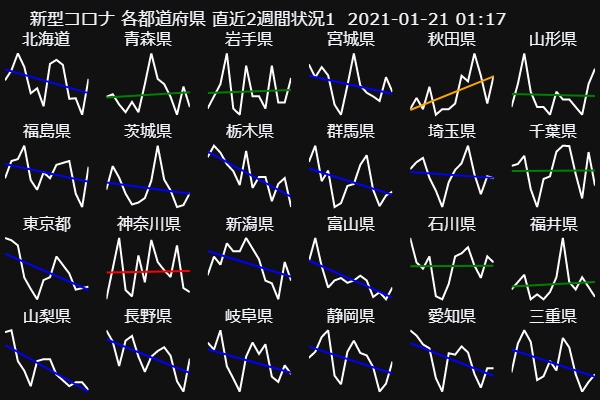 新型コロナ 各都道府県 直近2週間状況1 2021-01-21 01:17
北海道 青森県 岩手県 宮城県 秋田県 山形県
福島県 茨城県 栃木県 群馬県 埼玉県 千葉県
東京都 神奈川県 新潟県 富山県 石川県 福井県
山梨県 長野県 岐阜県 静岡県 愛知県 三重県